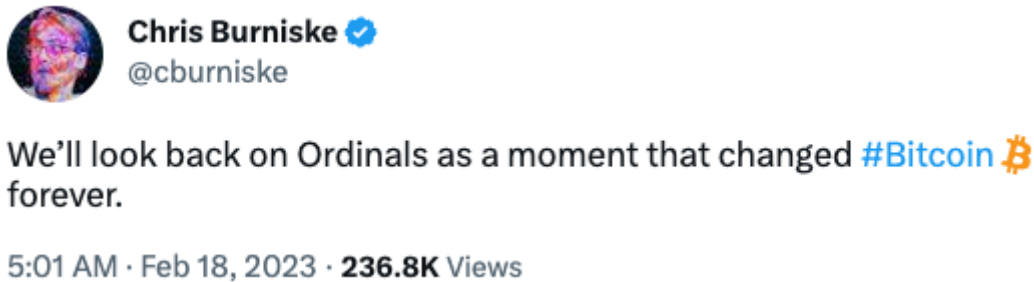 Chris Burniske
@cburniske
We'll look back on Ordinals as a moment that changed #Bitcoin
forever.
5:01 AM · Feb 18, 2023 · 236.8K Views